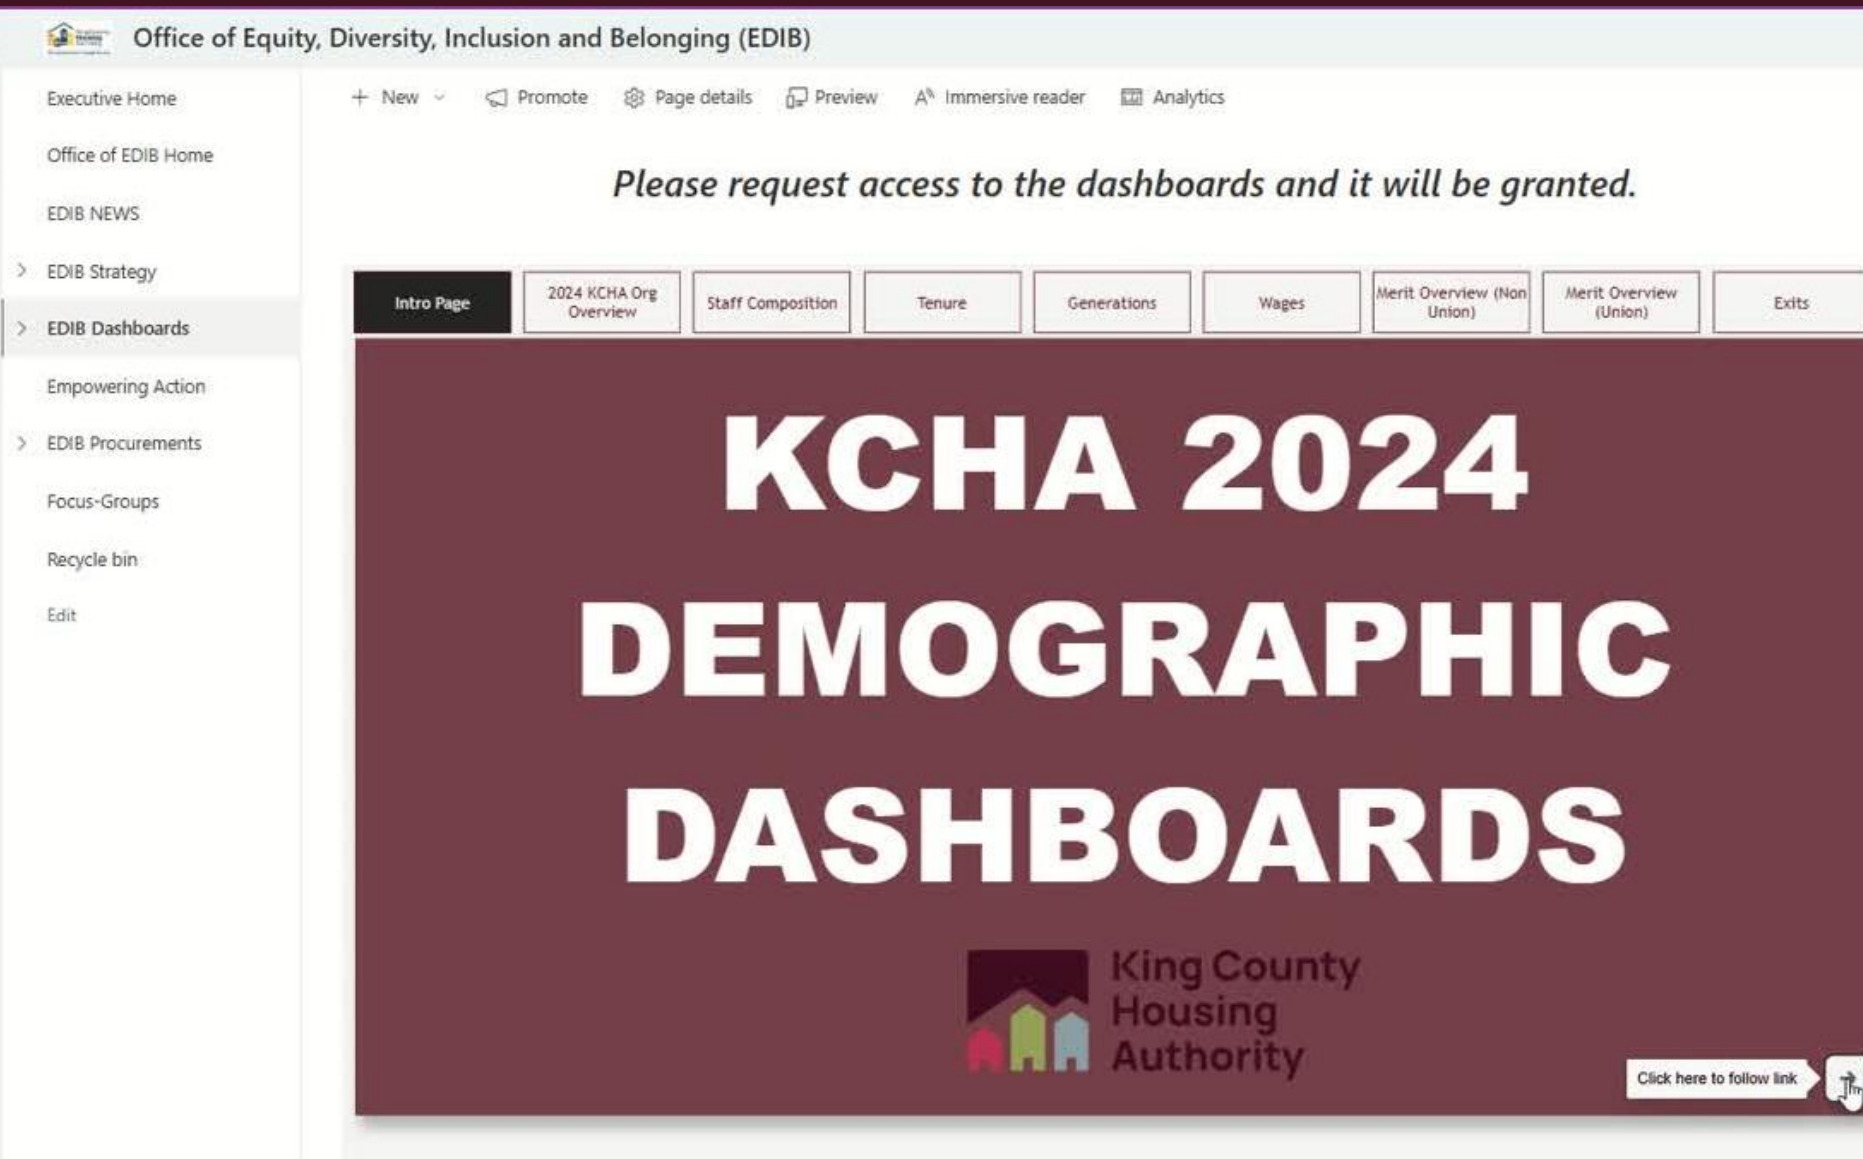 Office of Equity, Diversity, Inclusion and Belonging (EDIB)
Executive Home
Office of EDIB Home
EDIB NEWS
EDIB Strategy
EDIB Dashboards
Empowering Action
EDIB Procurements
Focus-Groups
Recycle bin
Edit
New
Promote
Page details
Preview
Immersive reader
Analytics
Please request access to the dashboards and it will be granted.
Intro Page
2024 KCHA Org
Overview
Staff Composition
Tenure
Generations
Wages
Merit Overview (Non
Union)
Merit Overview
(Union)
Exits
KCHA 2024
DEMOGRAPHIC
DASHBOARDS
King County
Housing
Authority
Click here to follow link